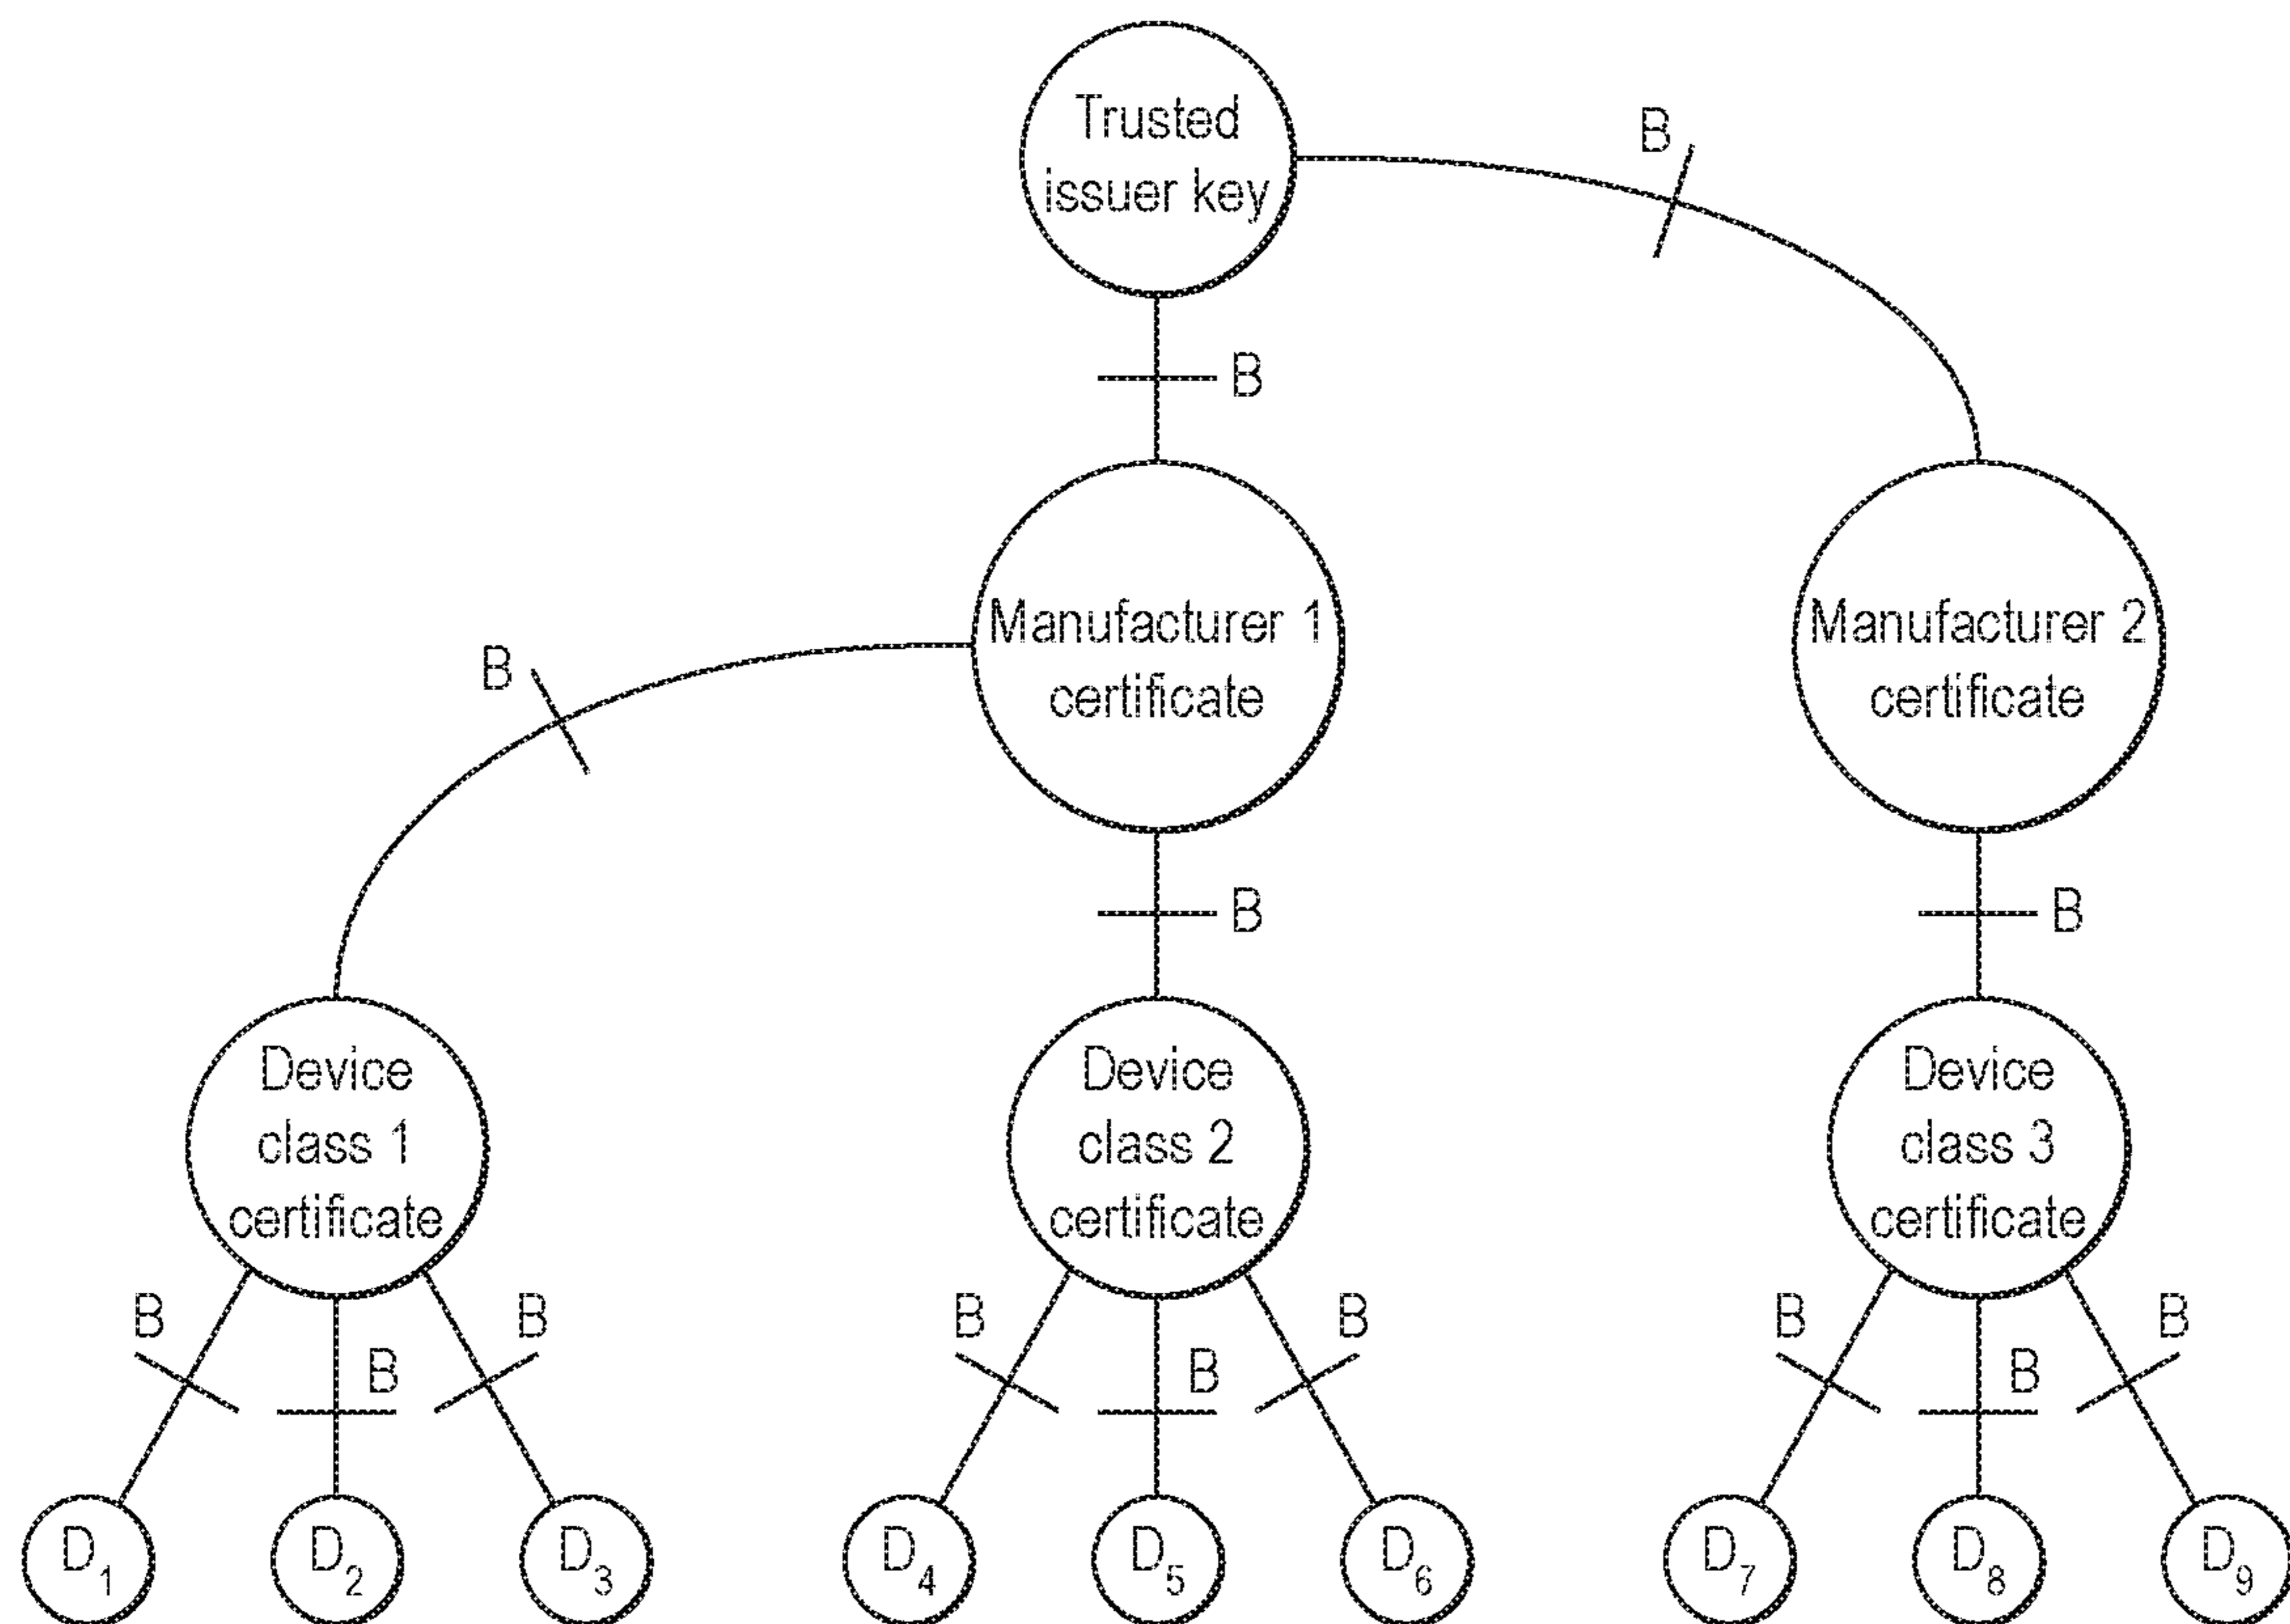 Trusted
issuer key
B
B
Manufacturer 1
certificate
Manufacturer 2
certificate
B
B
B
Device
class 1
certificate
Device
class 2
certificate
Device
class 3
certificate
B
B
B
B
B
B
B
B
B
D₁
D₂
D₃
D₄
D₅
D₆
D₇
D₈
D₉